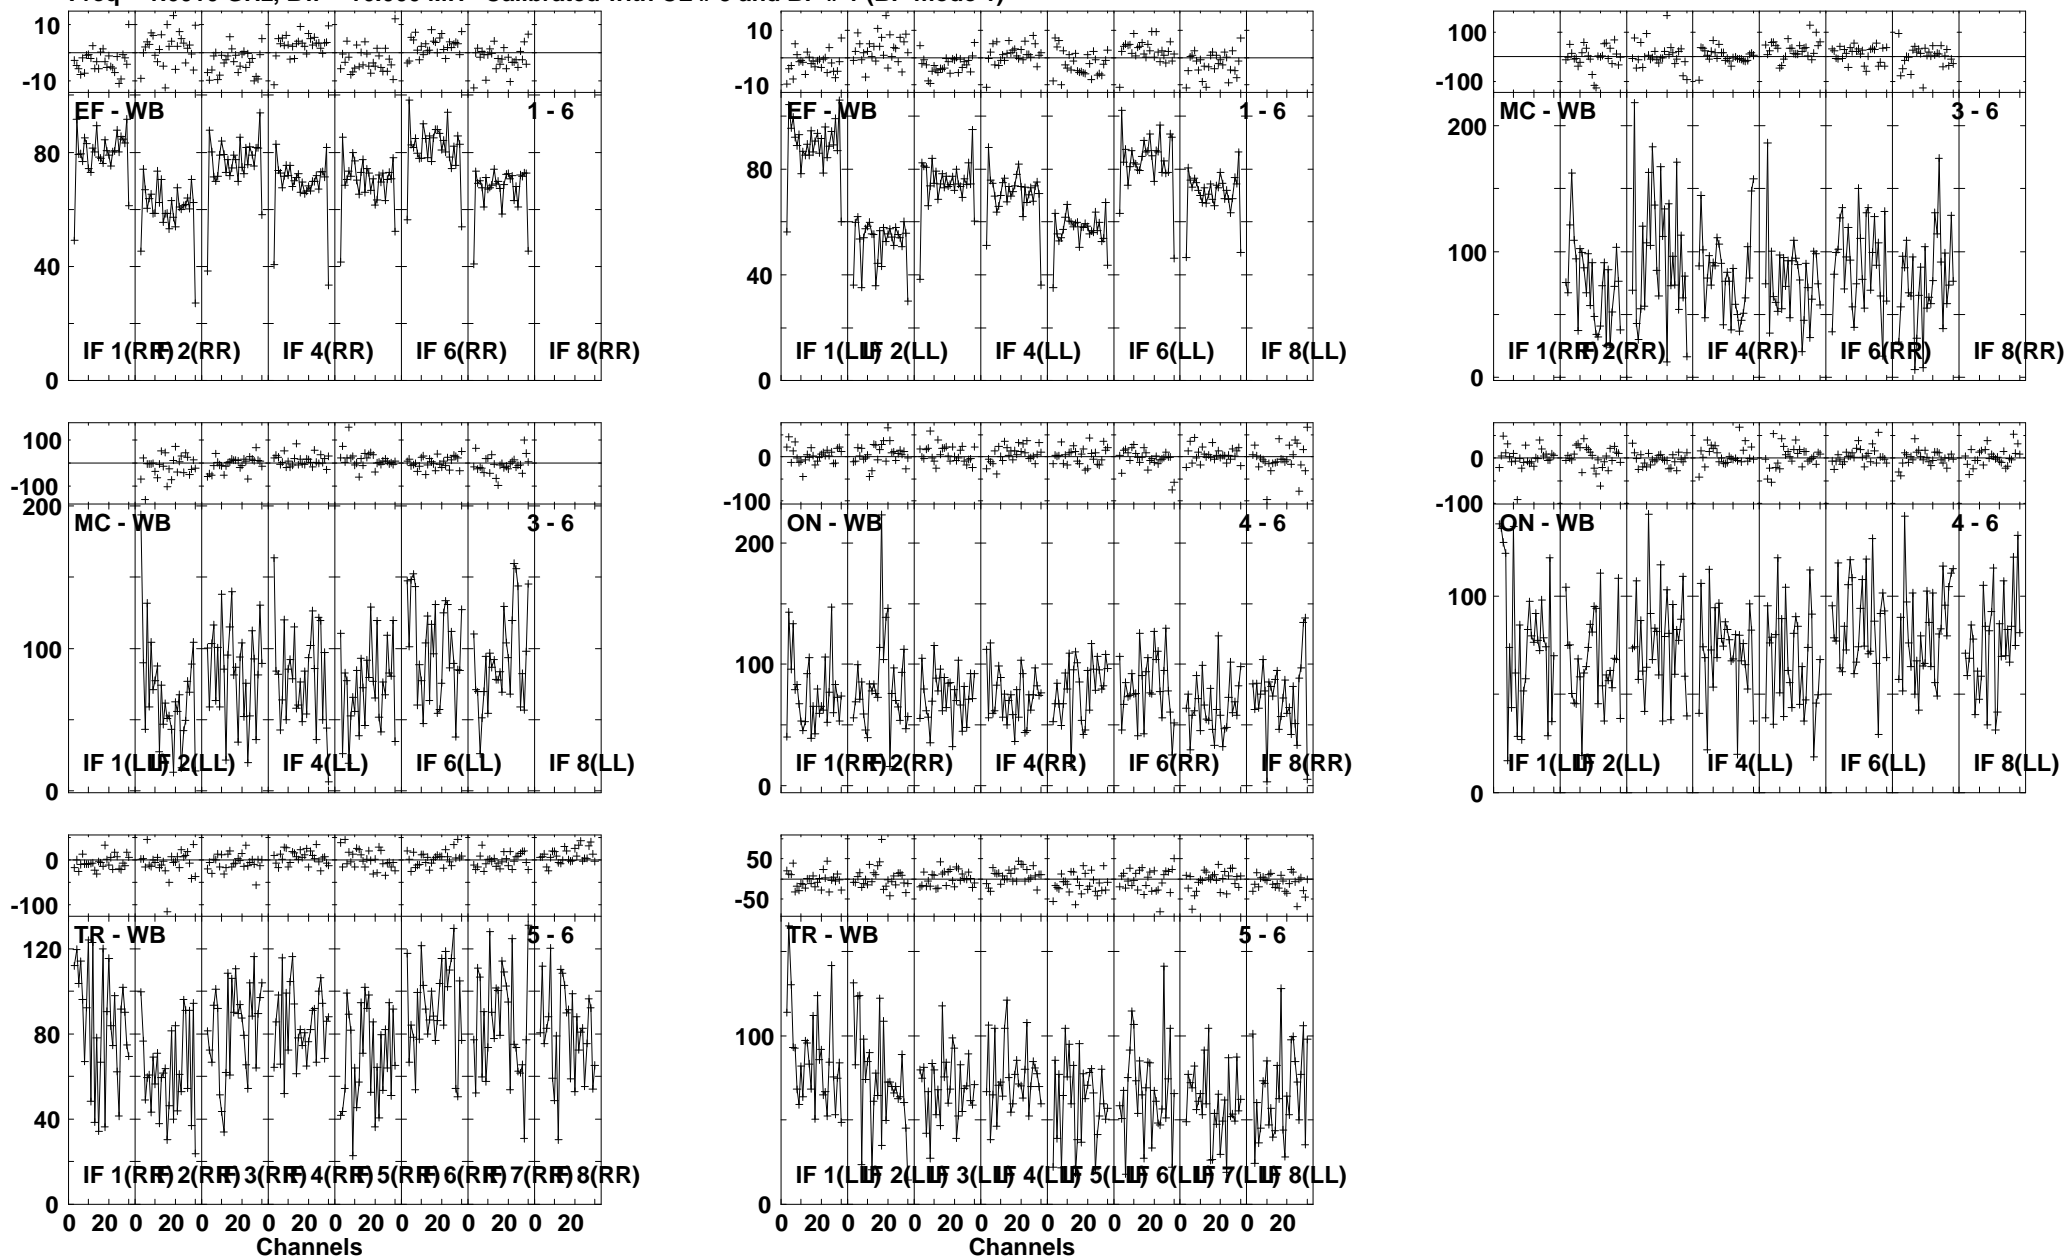 10
0
-10
EF - WB
1 - 6
80
40
0
IF 1(RR)
IF 2(RR)
IF 4(RR)
IF 6(RR)
IF 8(RR)
10
0
-10
EF - WB
1 - 6
80
40
0
IF 1(LL)
IF 2(LL)
IF 4(LL)
IF 6(LL)
IF 8(LL)
100
0
-100
MC - WB
3 - 6
200
100
0
IF 1(RR)
IF 2(RR)
IF 4(RR)
IF 6(RR)
IF 8(RR)
100
0
-100
200
MC - WB
3 - 6
100
0
IF 1(LL)
IF 2(LL)
IF 4(LL)
IF 6(LL)
IF 8(LL)
0
-100
ON - WB
4 - 6
200
100
0
IF 1(RR)
IF 2(RR)
IF 4(RR)
IF 6(RR)
IF 8(RR)
0
-100
ON - WB
4 - 6
100
0
IF 1(LL)
IF 2(LL)
IF 4(LL)
IF 6(LL)
IF 8(LL)
0
-100
TR - WB
5 - 6
120
80
40
0
IF 1(RR)
IF 2(RR)
IF 3(RR)
IF 4(RR)
IF 5(RR)
IF 6(RR)
IF 7(RR)
IF 8(RR)
0 20 0 20 0 20 0 20 0 20 0 20 0 20 0 20
Channels
50
0
-50
TR - WB
5 - 6
100
0
IF 1(LL)
IF 2(LL)
IF 3(LL)
IF 4(LL)
IF 5(LL)
IF 6(LL)
IF 7(LL)
IF 8(LL)
0 20 0 20 0 20 0 20 0 20 0 20 0 20 0 20
Channels